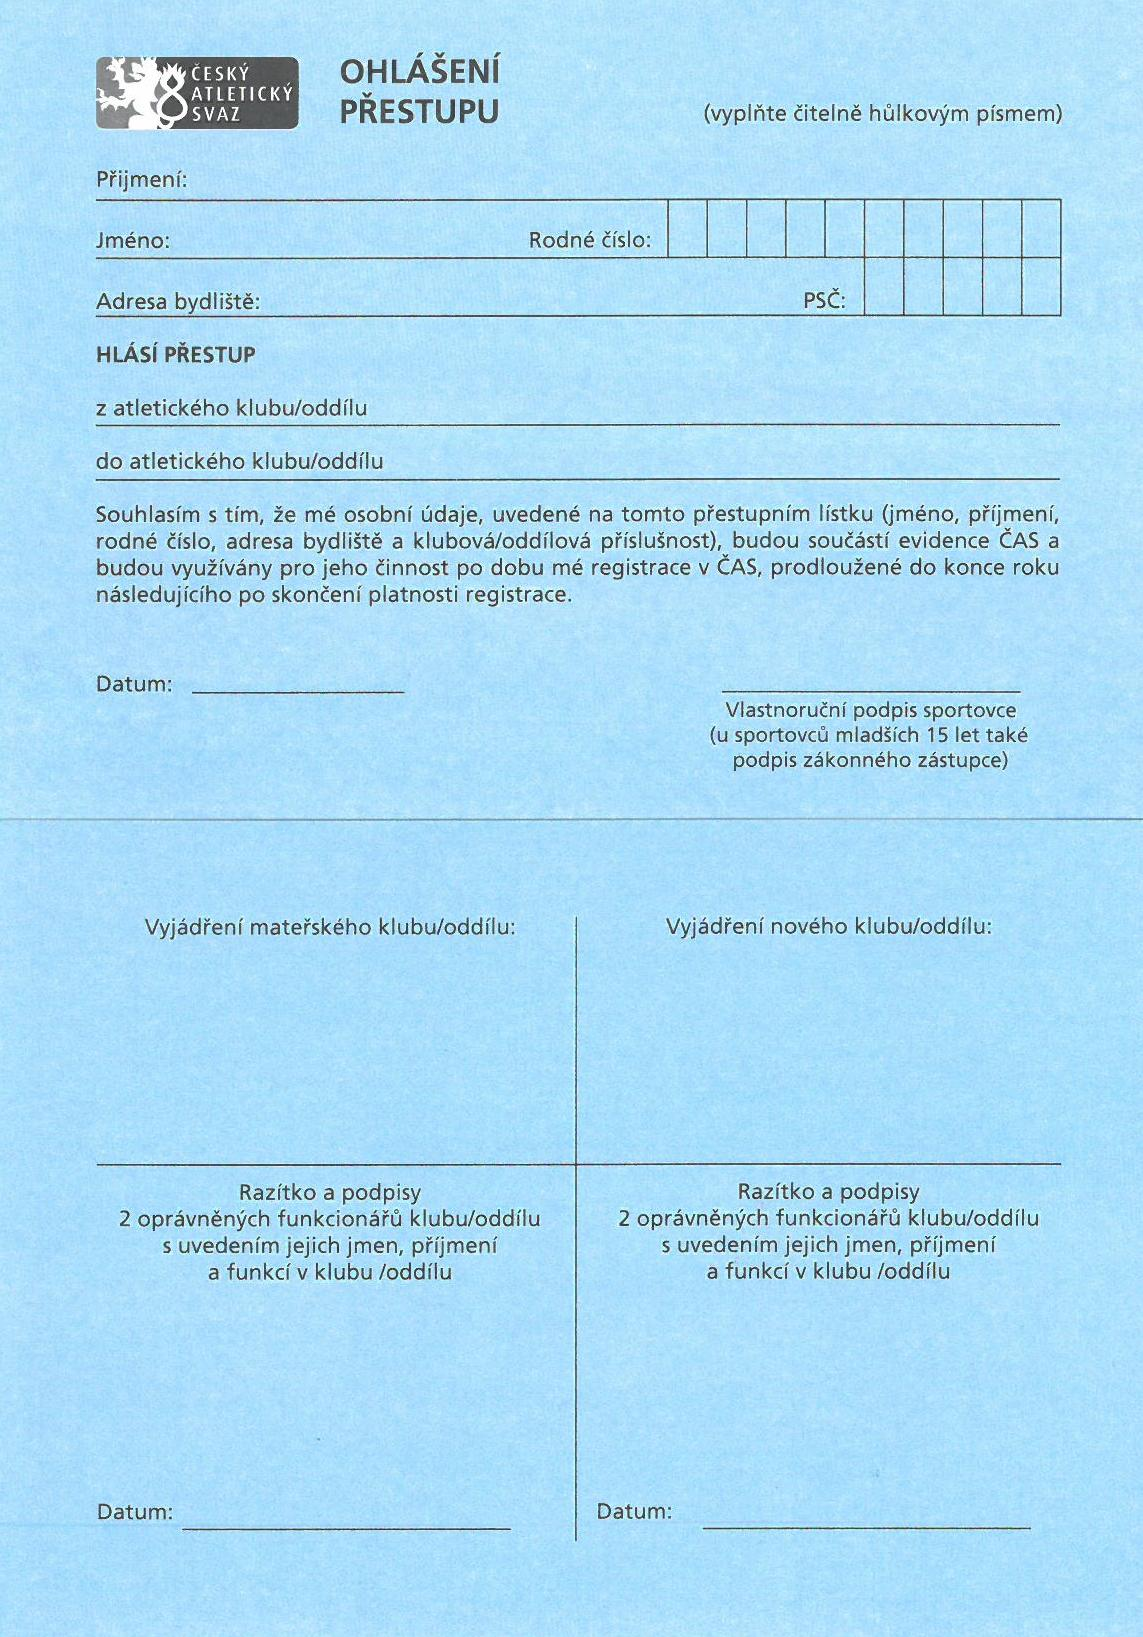 ČESKÝ
ATLETICKÝ
SVAZ
OHLÁŠENÍ
PŘESTUPU
(vyplňte čitelně hůlkovým písmem)
Přijmení:
Jméno: Rodné číslo:
Adresa bydliště: PSČ:
HLÁSÍ PŘESTUP
z atletického klubu/oddílu
do atletického klubu/oddílu
Souhlasím s tím, že mé osobní údaje, uvedené na tomto přestupním lístku (jméno, příjmení,
rodné číslo, adresa bydliště a klubová/oddílová příslušnost), budou součástí evidence ČAS a
budou využívány pro jeho činnost po dobu mé registrace v ČAS, prodloužené do konce roku
následujícího po skončení platnosti registrace.
Datum:
Vlastnoruční podpis sportovce
(u sportovců mladších 15 let také
podpis zákonného zástupce)
Vyjádření mateřského klubu/oddílu:
Razítko a podpisy
2 oprávněných funkcionářů klubu/oddílu
s uvedením jejich jmen, příjmení
a funkcí v klubu /oddílu
Datum:
Vyjádření nového klubu/oddílu:
Razítko a podpisy
2 oprávněných funkcionářů klubu/oddílu
s uvedením jejich jmen, příjmení
a funkcí v klubu /oddílu
Datum: